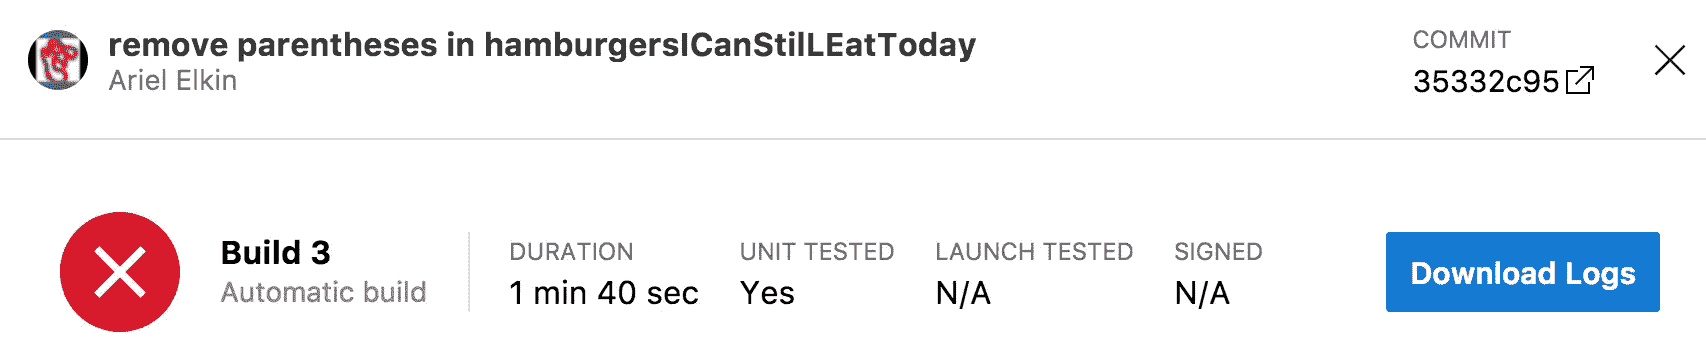 remove parentheses in hamburgersICanStilLEatToday
Ariel Elkin
COMMIT
35332c95
Build 3
Automatic build
DURATION
1 min 40 sec
UNIT TESTED
Yes
LAUNCH TESTED
N/A
SIGNED
N/A
Download Logs